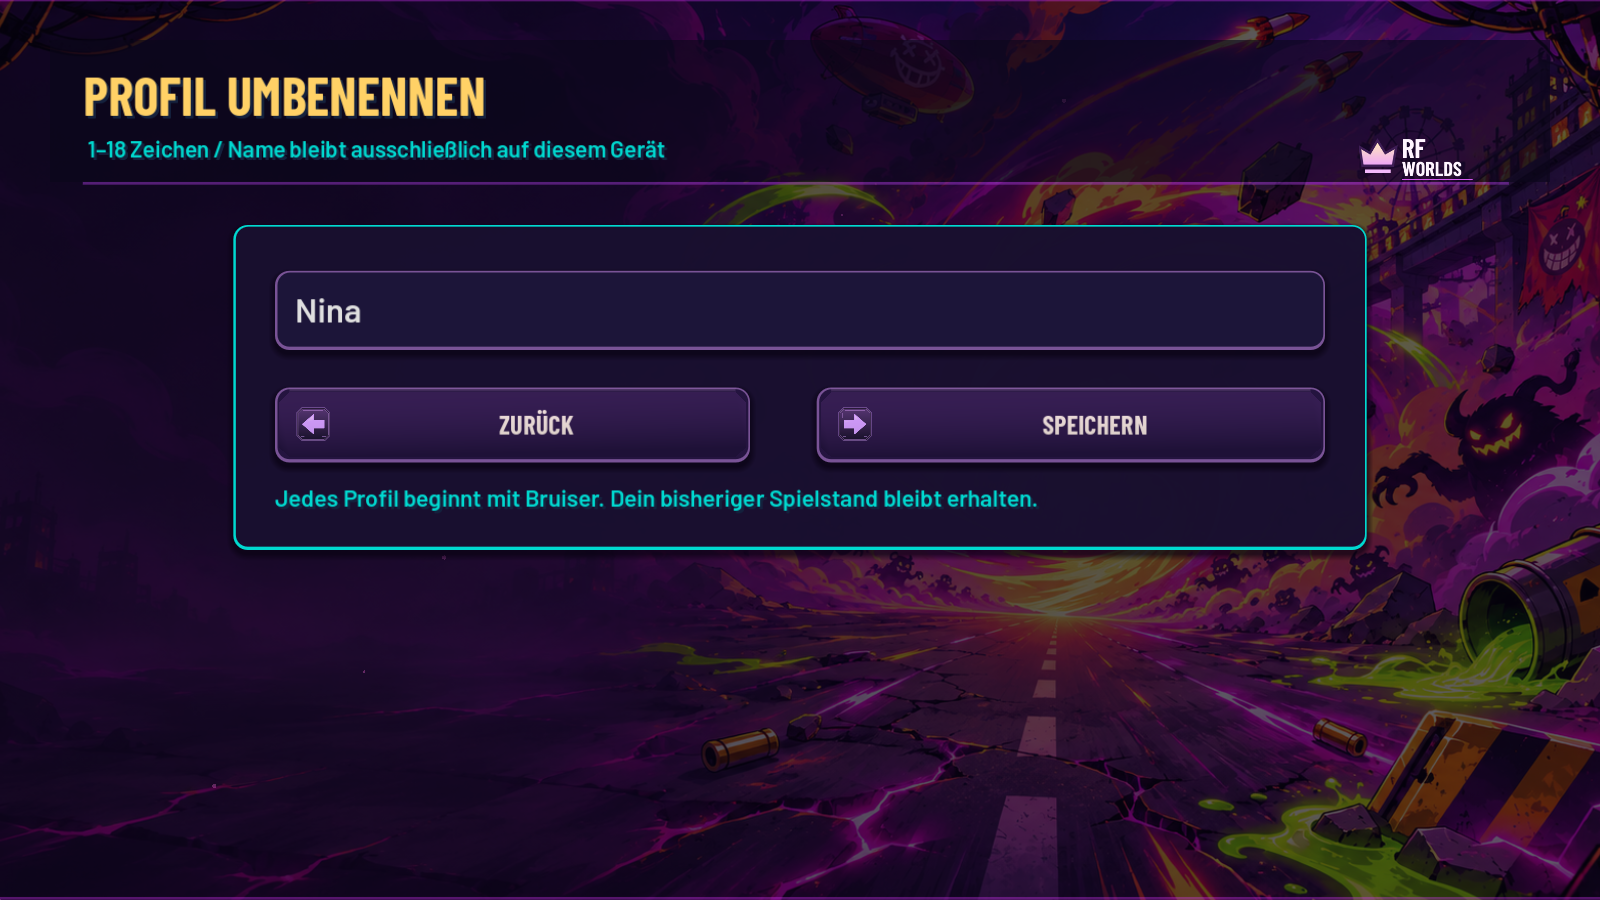 PROFIL UMBENENNEN
1–18 Zeichen / Name bleibt ausschließlich auf diesem Gerät
RF
WORLDS
Nina
ZURÜCK
SPEICHERN
Jedes Profil beginnt mit Bruiser. Dein bisheriger Spielstand bleibt erhalten.